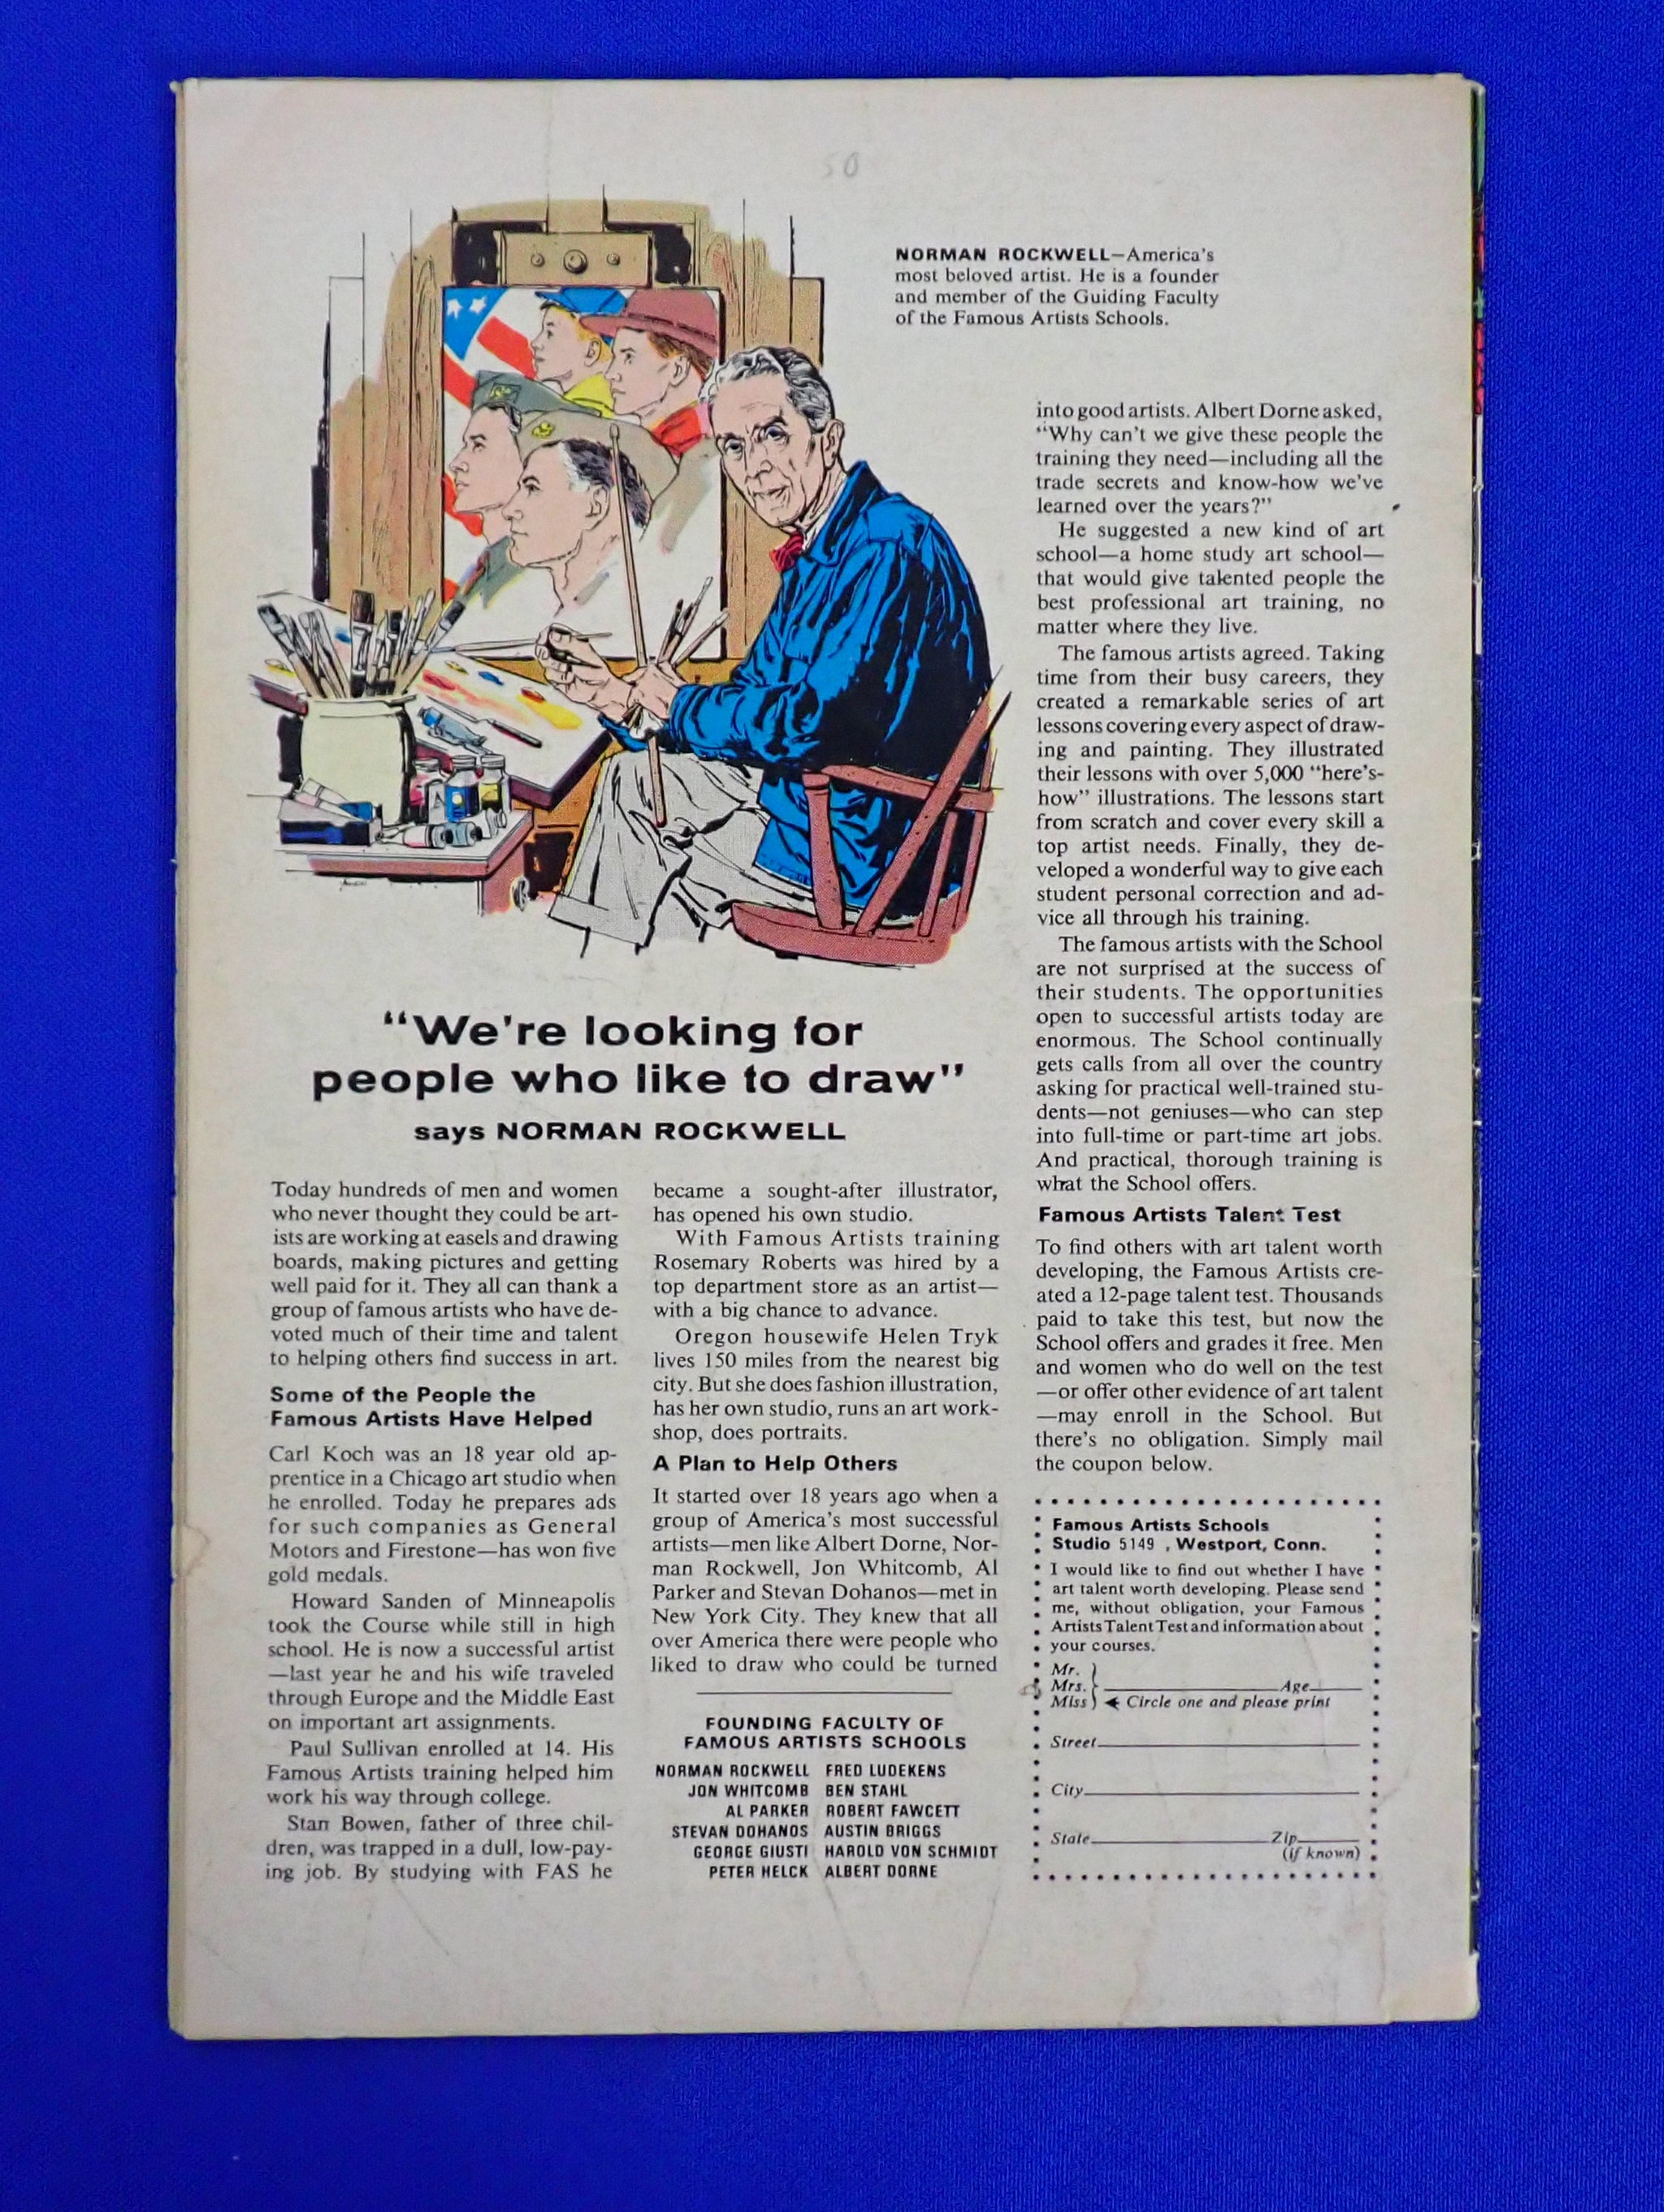 50
NORMAN ROCKWELL—America's
most beloved artist. He is a founder
and member of the Guiding Faculty
of the Famous Artists Schools.
"We're looking for
people who like to draw"
says NORMAN ROCKWELL
Today hundreds of men and women
who never thought they could be art-
ists are working at easels and drawing
boards, making pictures and getting
well paid for it. They all can thank a
group of famous artists who have de-
voted much of their time and talent
to helping others find success in art.
Some of the People the
Famous Artists Have Helped
Carl Koch was an 18 year old ap-
prentice in a Chicago art studio when
he enrolled. Today he prepares ads
for such companies as General
Motors and Firestone—has won five
gold medals.
Howard Sanden of Minneapolis
took the Course while still in high
school. He is now a successful artist
—last year he and his wife traveled
through Europe and the Middle East
on important art assignments.
Paul Sullivan enrolled at 14. His
Famous Artists training helped him
work his way through college.
Stan Bowen, father of three chil-
dren, was trapped in a dull, low-pay-
ing job. By studying with FAS he
became a sought-after illustrator,
has opened his own studio.
With Famous Artists training
Rosemary Roberts was hired by a
top department store as an artist—
with a big chance to advance.
Oregon housewife Helen Tryk
lives 150 miles from the nearest big
city. But she does fashion illustration,
has her own studio, runs an art work-
shop, does portraits.
A Plan to Help Others
It started over 18 years ago when a
group of America's most successful
artists—men like Albert Dorne, Nor-
man Rockwell, Jon Whitcomb, Al
Parker and Stevan Dohanos—met in
New York City. They knew that all
over America there were people who
liked to draw who could be turned
FOUNDING FACULTY OF
FAMOUS ARTISTS SCHOOLS
NORMAN ROCKWELL FRED LUDEKENS
JON WHITCOMB BEN STAHL
AL PARKER ROBERT FAWCETT
STEVAN DOHANOS AUSTIN BRIGGS
GEORGE GIUSTI HAROLD VON SCHMIDT
PETER HELCK ALBERT DORNE
into good artists. Albert Dorne asked,
"Why can't we give these people the
training they need—including all the
trade secrets and know-how we've
learned over the years?"
He suggested a new kind of art
school—a home study art school—
that would give talented people the
best professional art training, no
matter where they live.
The famous artists agreed. Taking
time from their busy careers, they
created a remarkable series of art
lessons covering every aspect of draw-
ing and painting. They illustrated
their lessons with over 5,000 "here's-
how" illustrations. The lessons start
from scratch and cover every skill a
top artist needs. Finally, they de-
veloped a wonderful way to give each
student personal correction and ad-
vice all through his training.
The famous artists with the School
are not surprised at the success of
their students. The opportunities
open to successful artists today are
enormous. The School continually
gets calls from all over the country
asking for practical well-trained stu-
dents—not geniuses—who can step
into full-time or part-time art jobs.
And practical, thorough training is
what the School offers.
Famous Artists Talent Test
To find others with art talent worth
developing, the Famous Artists cre-
ated a 12-page talent test. Thousands
paid to take this test, but now the
School offers and grades it free. Men
and women who do well on the test
—or offer other evidence of art talent
—may enroll in the School. But
there's no obligation. Simply mail
the coupon below.
Famous Artists Schools
Studio 5149 , Westport, Conn.
I would like to find out whether I have
art talent worth developing. Please send
me, without obligation, your Famous
Artists Talent Test and information about
your courses.
Mr.
Mrs. Age
Miss Circle one and please print
Street
City
State Zip
(if known)